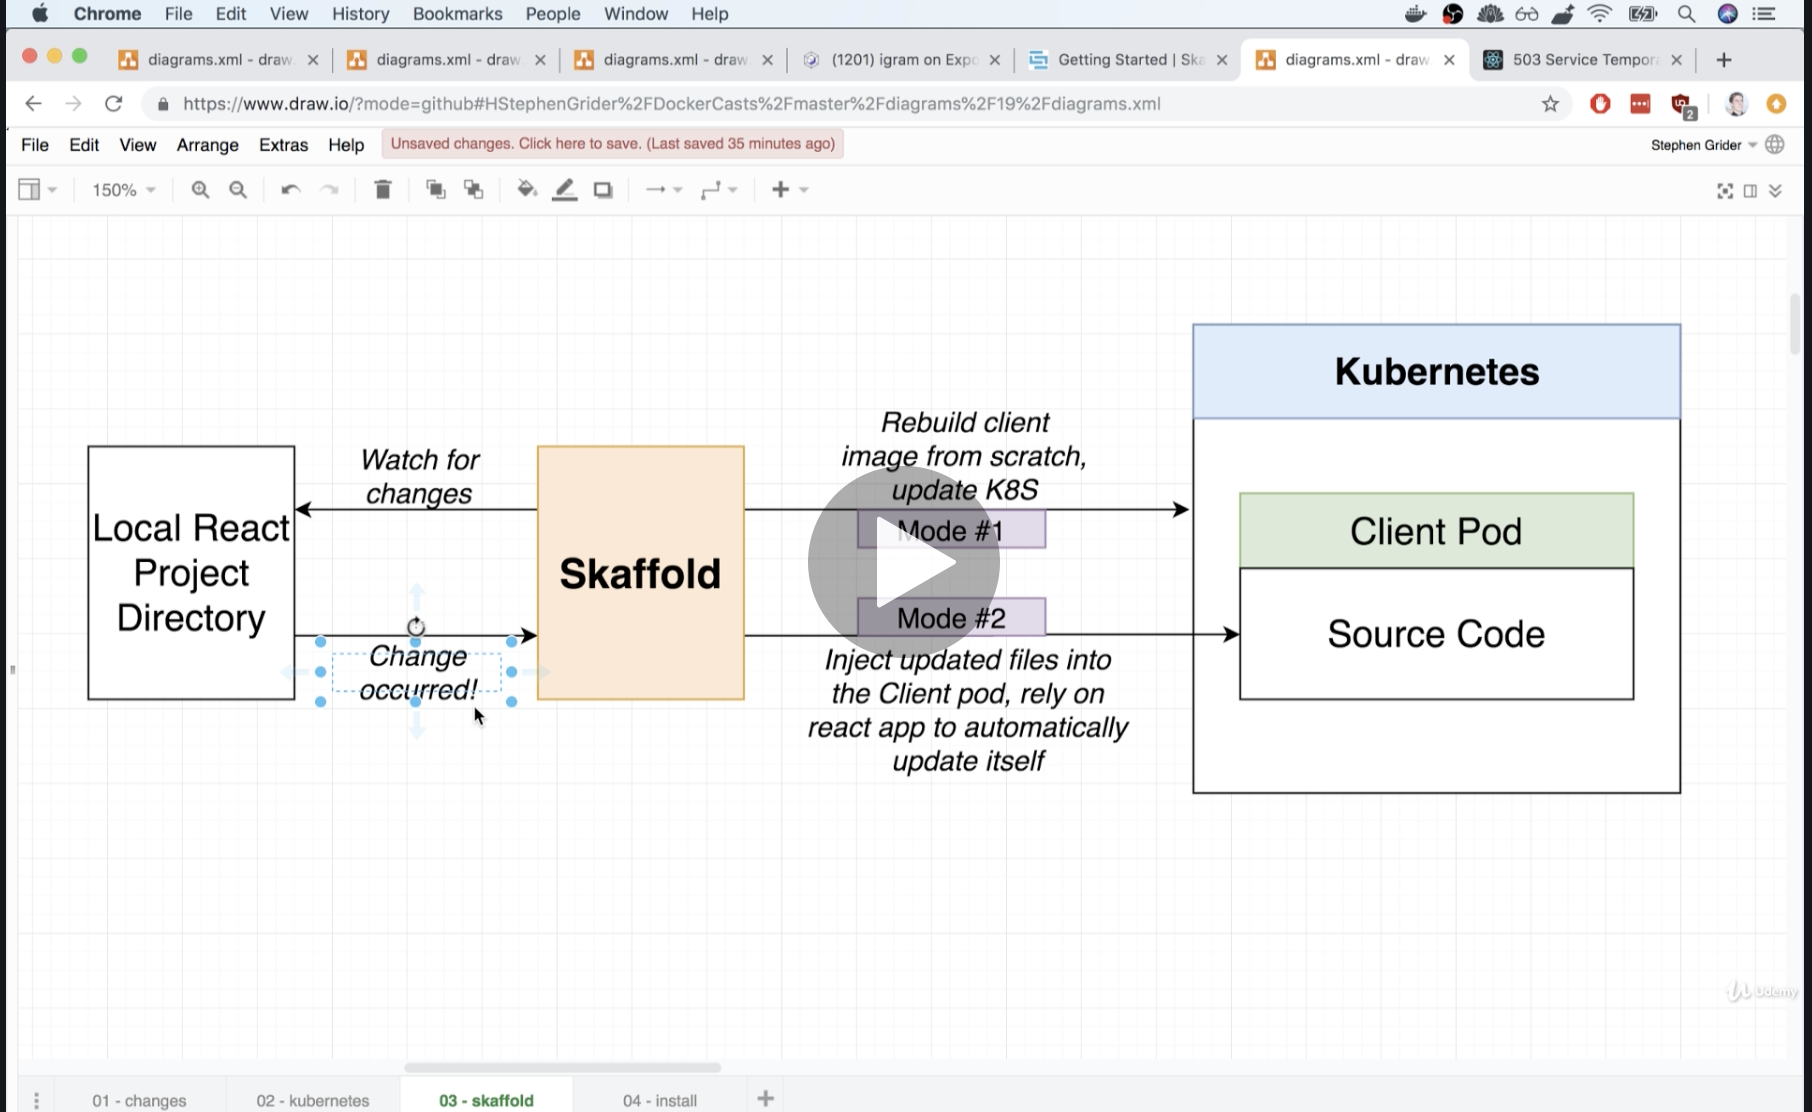 Chrome File Edit View History Bookmarks People Window Help
diagrams.xml - draw. diagrams.xml - draw. diagrams.xml - draw. (1201) igram on Expo Getting Started | Ska diagrams.xml - draw 503 Service Tempora
https://www.draw.io/?mode=github#HStephenGrider%2FDockerCasts%2Fmaster%2Fdiagrams%2F19%2Fdiagrams.xml
2
File Edit View Arrange Extras Help Unsaved changes. Click here to save. (Last saved 35 minutes ago) Stephen Grider
150%
Local React
Project
Directory
Watch for
changes
Change
occurred!
Skaffold
Rebuild client
image from scratch,
update K8S
Mode #1
Mode #2
Inject updated files into
the Client pod, rely on
react app to automatically
update itself
Kubernetes
Client Pod
Source Code
Udemy
01 - changes 02 - kubernetes 03 - skaffold 04 - install